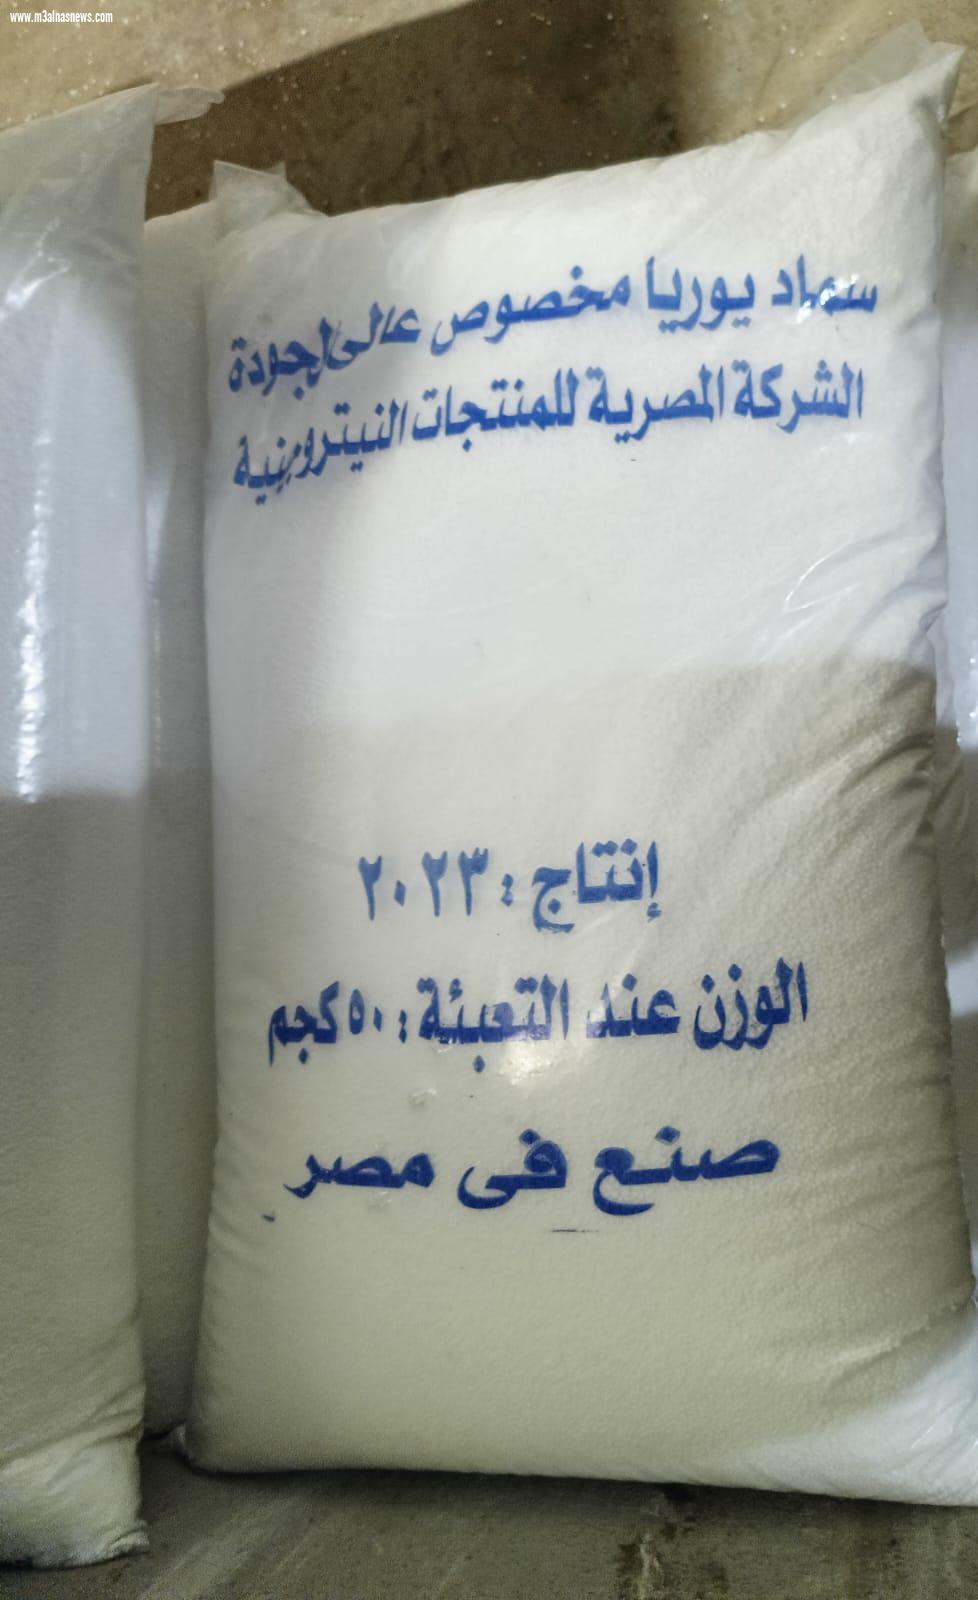 www.m3alnasnews.com
سماد يوريا مخصوص عالى الجودة
الشركة المصرية للمنتجات النيتروجنية
إنتاج : ٢٠٢٣
الوزن عند التعبئة : ٥٠ كجم
صنع فى مصر